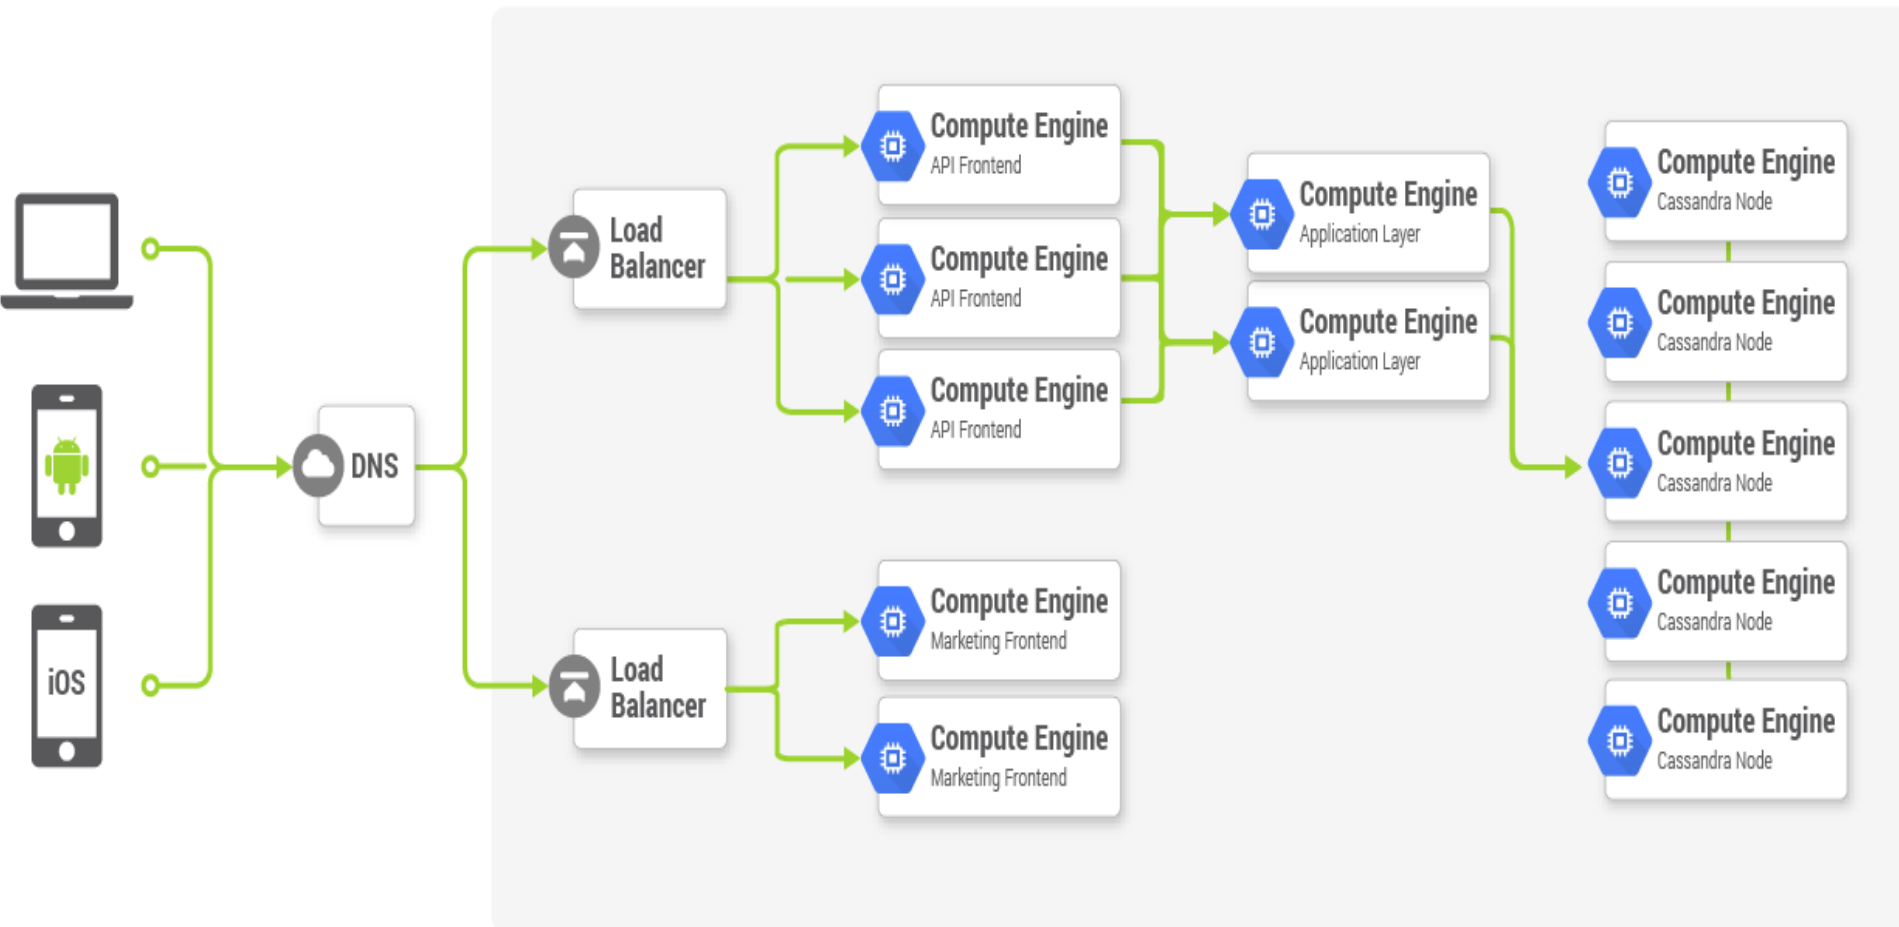 iOS
DNS
Load
Balancer
Load
Balancer
Compute Engine
API Frontend
Compute Engine
API Frontend
Compute Engine
API Frontend
Compute Engine
Marketing Frontend
Compute Engine
Marketing Frontend
Compute Engine
Application Layer
Compute Engine
Application Layer
Compute Engine
Cassandra Node
Compute Engine
Cassandra Node
Compute Engine
Cassandra Node
Compute Engine
Cassandra Node
Compute Engine
Cassandra Node